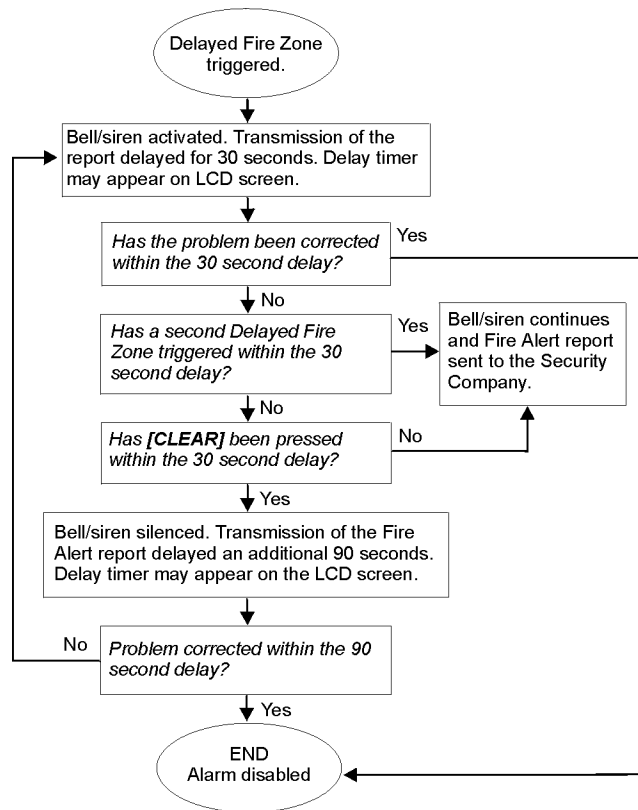 Delayed Fire Zone
triggered.
Bell/siren activated. Transmission of the
report delayed for 30 seconds. Delay timer
may appear on LCD screen.
Has the problem been corrected
within the 30 second delay?
Yes
No
Has a second Delayed Fire
Zone triggered within the 30
second delay?
Yes
Bell/siren continues
and Fire Alert report
sent to the Security
Company.
No
Has [CLEAR] been pressed
within the 30 second delay?
No
Yes
Bell/siren silenced. Transmission of the Fire
Alert report delayed an additional 90 seconds.
Delay timer may appear on the LCD screen.
No
Problem corrected within the 90
second delay?
Yes
END
Alarm disabled